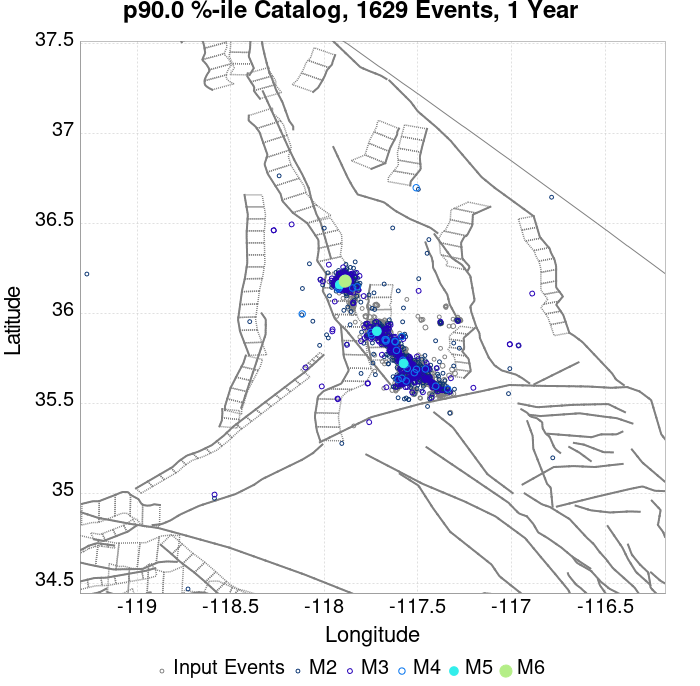 p90.0 %-ile Catalog, 1629 Events, 1 Year
37.5
37
36.5
36
35.5
35
34.5
Latitude
-119
-118.5
-118
-117.5
-117
-116.5
Longitude
Input Events
M2
M3
M4
M5
M6